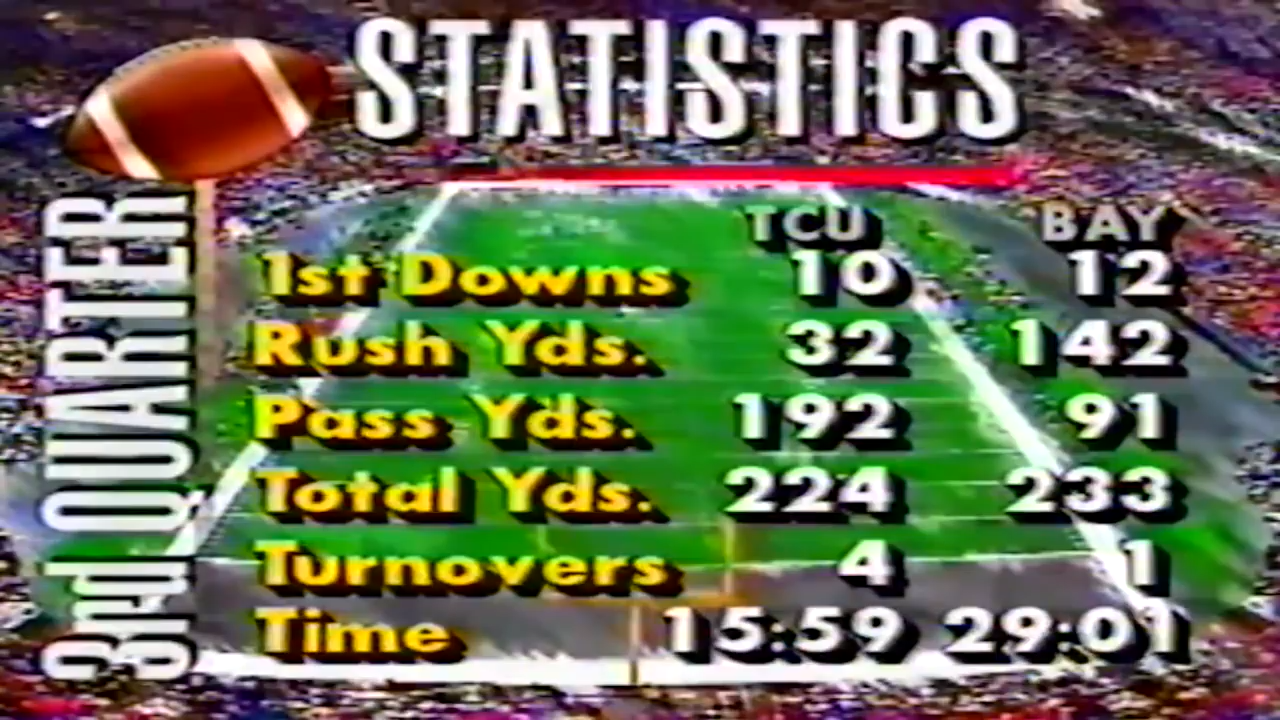 STATISTICS
3rd QUARTER
TCU BAY
1st Downs 10 12
Rush Yds. 32 142
Pass Yds. 192 91
Total Yds. 224 233
Turnovers 4 1
Time 15:59 29:01